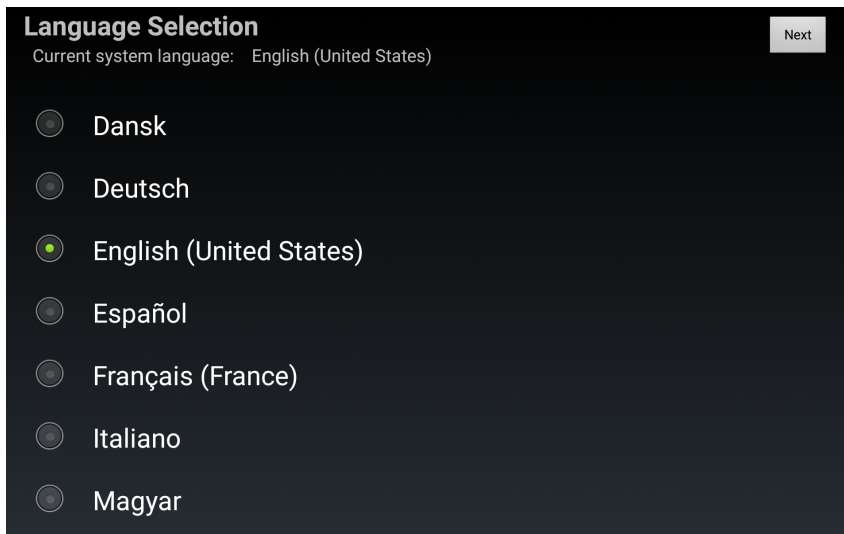 Language Selection
Next
Current system language: English (United States)
Dansk
Deutsch
English (United States)
Español
Français (France)
Italiano
Magyar